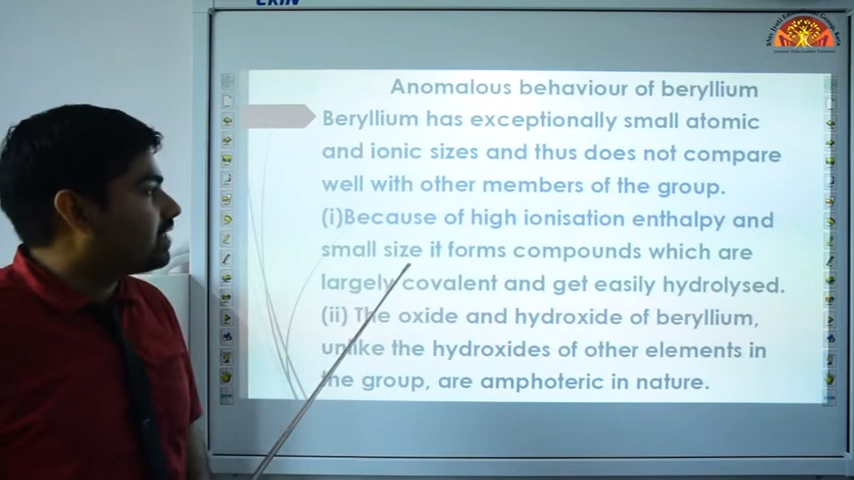 Anomalous behaviour of beryllium
Beryllium has exceptionally small atomic
and ionic sizes and thus does not compare
well with other members of the group.
(i)Because of high ionisation enthalpy and
small size it forms compounds which are
largely covalent and get easily hydrolysed.
(ii) The oxide and hydroxide of beryllium,
unlike the hydroxides of other elements in
the group, are amphoteric in nature.